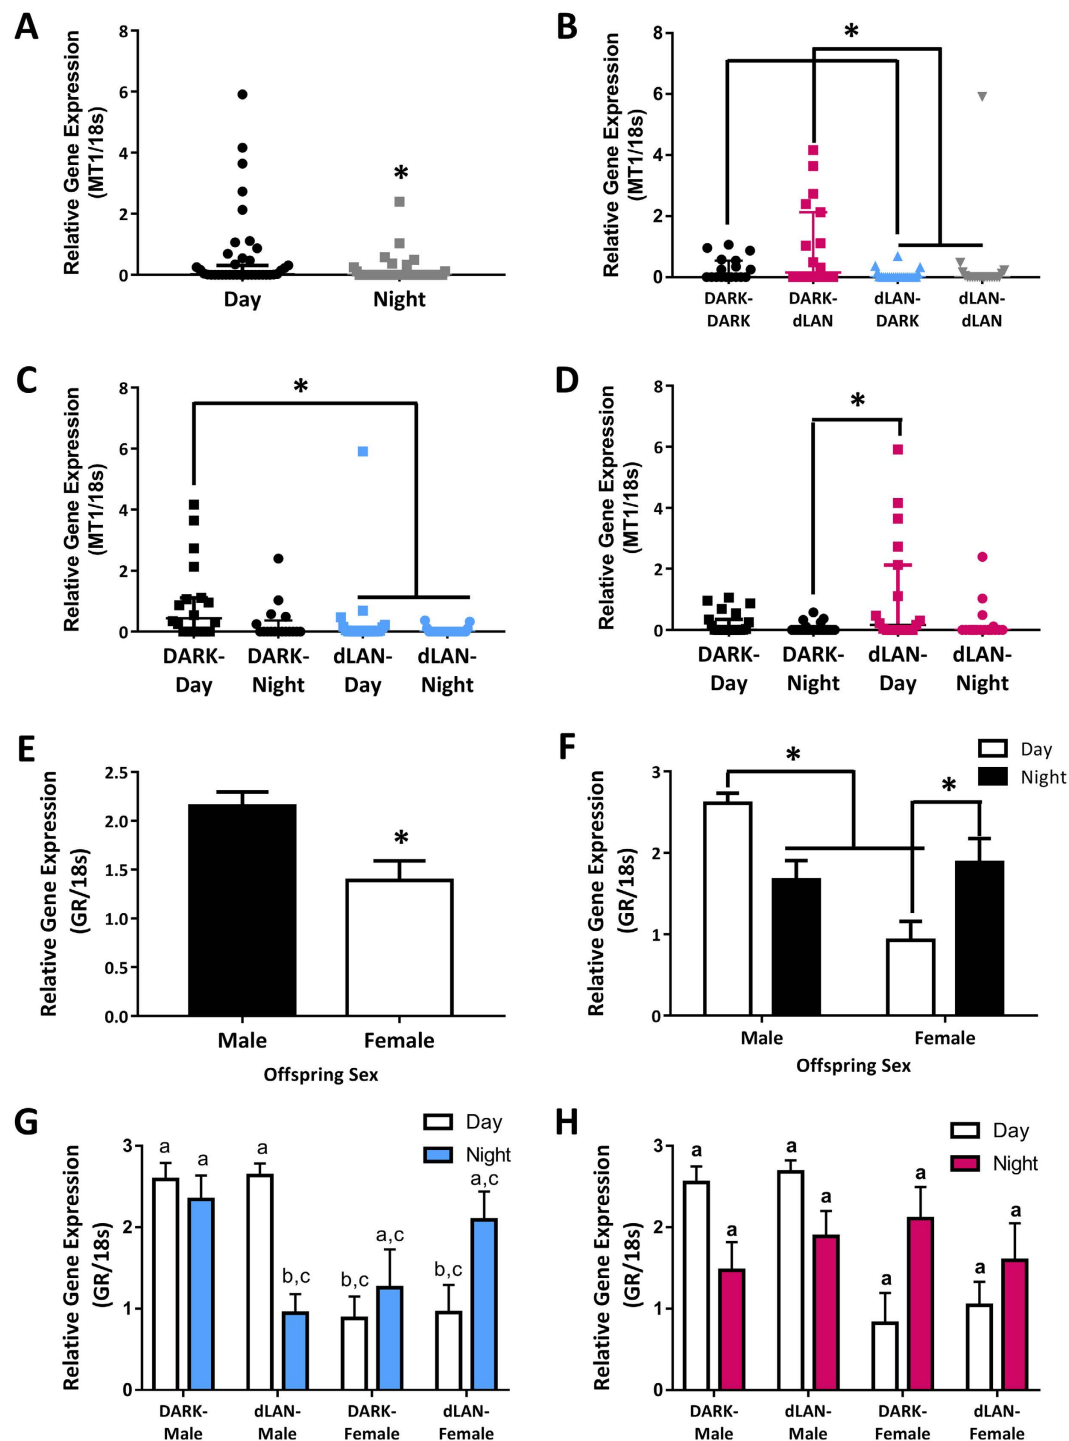 A
Relative Gene Expression
(MT1/18s)
8
6
4
2
0
*
Day
Night
B
Relative Gene Expression
(MT1/18s)
8
6
4
2
0
*
DARK-
DARK
DARK-
dLAN
dLAN-
DARK
dLAN-
dLAN
C
Relative Gene Expression
(MT1/18s)
8
6
4
2
0
*
DARK-
Day
DARK-
Night
dLAN-
Day
dLAN-
Night
D
Relative Gene Expression
(MT1/18s)
8
6
4
2
0
*
DARK-
Day
DARK-
Night
dLAN-
Day
dLAN-
Night
E
Relative Gene Expression
(GR/18s)
2.5
2.0
1.5
1.0
0.5
0.0
*
Male
Female
Offspring Sex
F
Relative Gene Expression
(GR/18s)
3
2
1
0
*
*
Day
Night
Male
Female
Offspring Sex
G
Relative Gene Expression
(GR/18s)
3
2
1
0
Day
Night
a
a
a
b,c
b,c
a,c
b,c
a,c
DARK-
Male
dLAN-
Male
DARK-
Female
dLAN-
Female
H
Relative Gene Expression
(GR/18s)
3
2
1
0
Day
Night
a
a
a
a
a
a
a
a
DARK-
Male
dLAN-
Male
DARK-
Female
dLAN-
Female